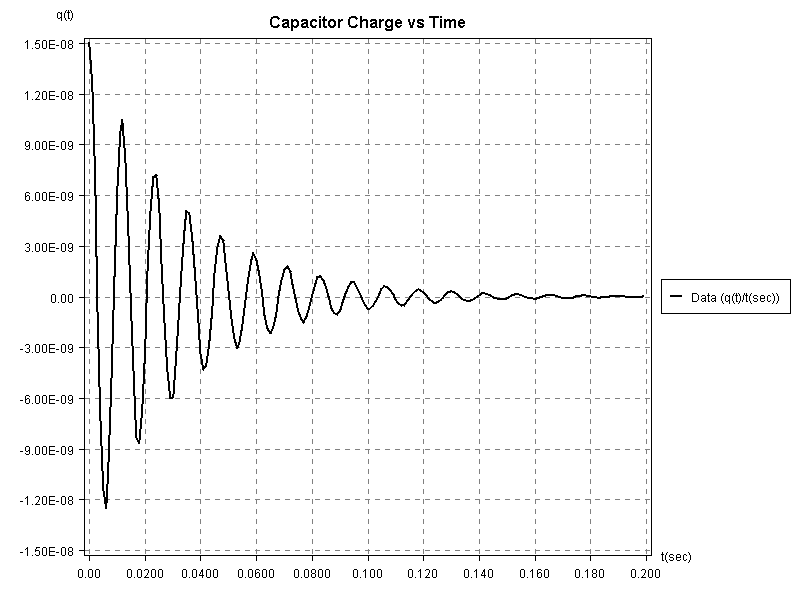 q(t)
Capacitor Charge vs Time
1.50E-08
1.20E-08
9.00E-09
6.00E-09
3.00E-09
0.00
-3.00E-09
-6.00E-09
-9.00E-09
-1.20E-08
-1.50E-08
Data (q(t)/t(sec))
t(sec)
0.00 0.0200 0.0400 0.0600 0.0800 0.100 0.120 0.140 0.160 0.180 0.200